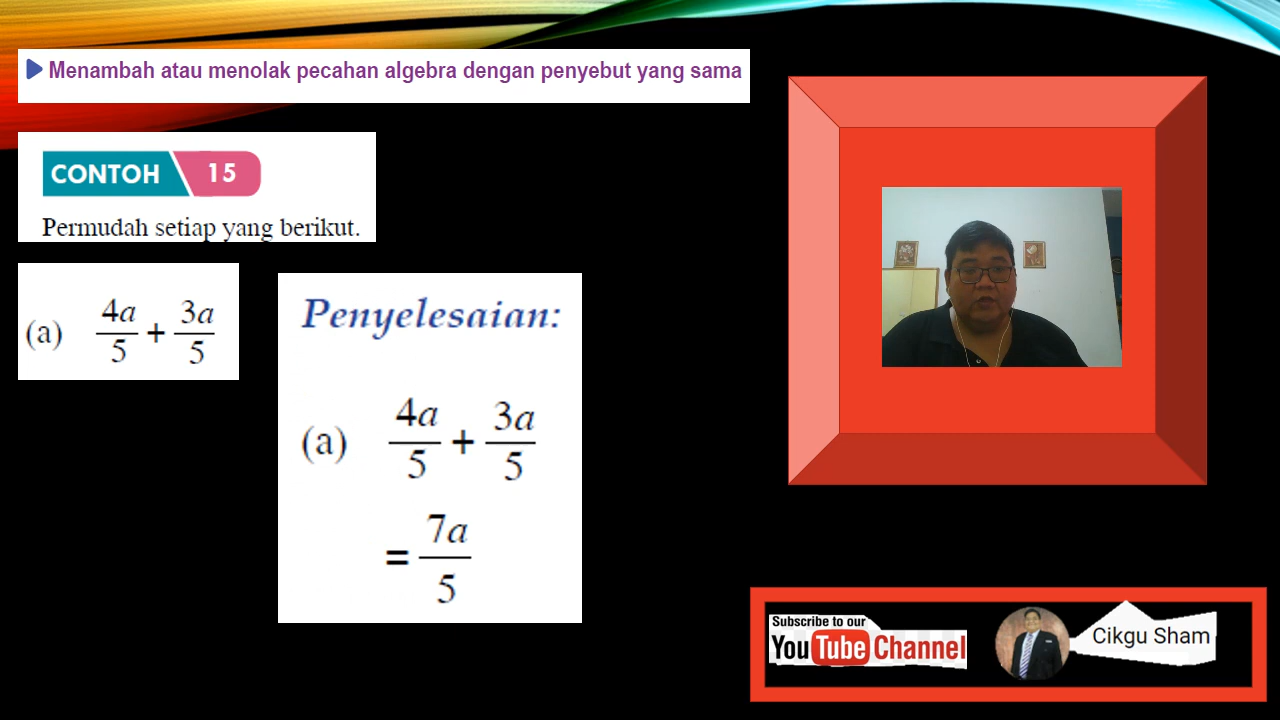 Menambah atau menolak pecahan algebra dengan penyebut yang sama
CONTOH 15
Permudah setiap yang berikut.
(a) 4a/5 + 3a/5
Penyelesaian:
(a) 4a/5 + 3a/5
= 7a/5
Subscribe to our
YouTube Channel
Cikgu Sham